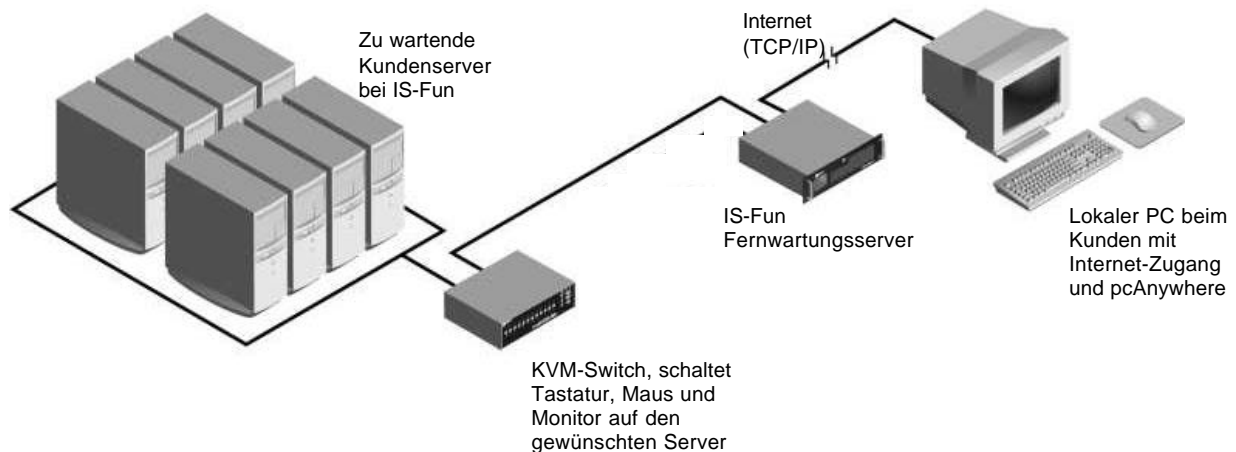 Zu wartende
Kundenserver
bei IS-Fun
Internet
(TCP/IP)
IS-Fun
Fernwartungsserver
Lokaler PC beim
Kunden mit
Internet-Zugang
und pcAnywhere
KVM-Switch, schaltet
Tastatur, Maus und
Monitor auf den
gewünschten Server